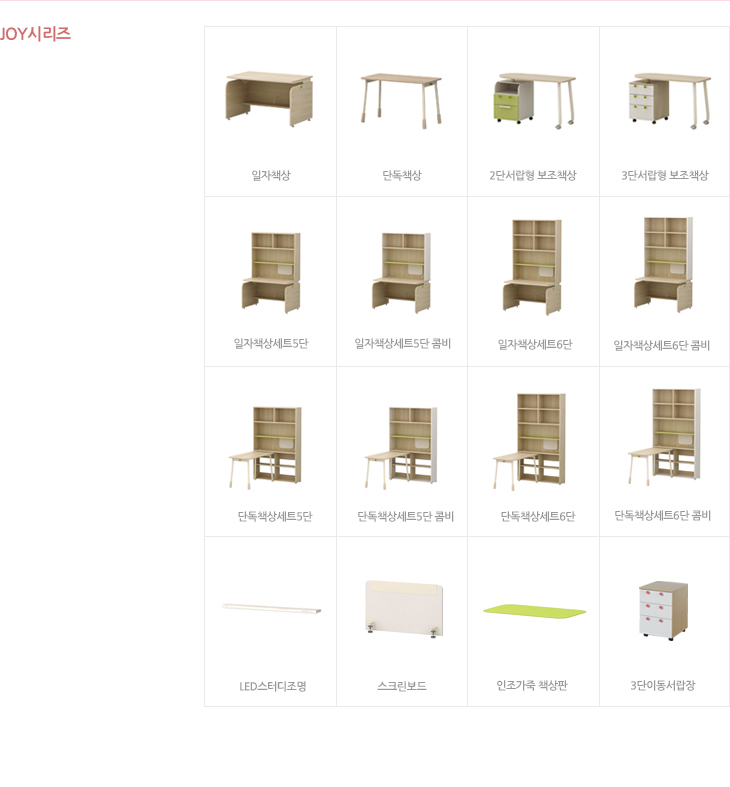 JOY시리즈
일자책상
단독책상
2단서랍형 보조책상
3단서랍형 보조책상
일자책상세트5단
일자책상세트5단 콤비
일자책상세트6단
일자책상세트6단 콤비
단독책상세트5단
단독책상세트5단 콤비
단독책상세트6단
단독책상세트6단 콤비
LED스터디조명
스크린보드
인조가죽 책상판
3단이동서랍장